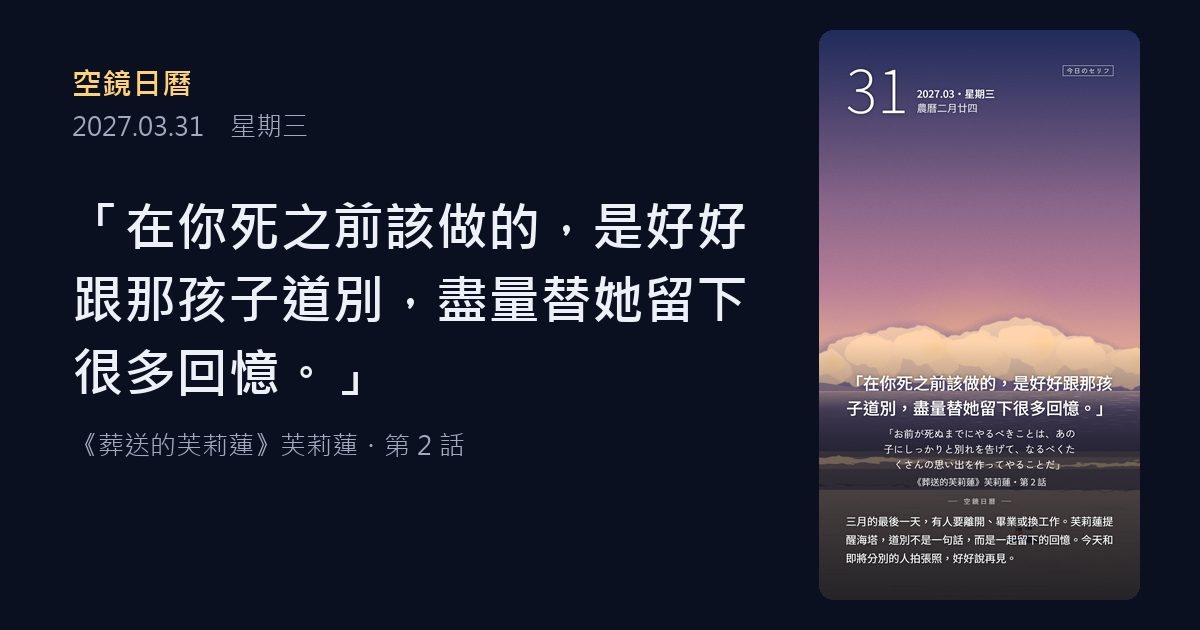 空鏡日曆
2027.03.31　星期三
「在你死之前該做的，是好好
跟那孩子道別，盡量替她留下
很多回憶。」
《葬送的芙莉蓮》芙莉蓮・第 2 話
31
今日のセリフ
2027.03・星期三
農曆二月廿四
「在你死之前該做的，是好好跟那孩
子道別，盡量替她留下很多回憶。」
「お前が死ぬまでにやるべきことは、あの
子にしっかりと別れを告げて、なるべくた
くさんの思い出を作ってやることだ」
《葬送的芙莉蓮》芙莉蓮・第 2 話
— 空鏡日曆 —
三月的最後一天，有人要離開、畢業或換工作。芙莉蓮提
醒海塔，道別不是一句話，而是一起留下的回憶。今天和
即將分別的人拍張照，好好說再見。